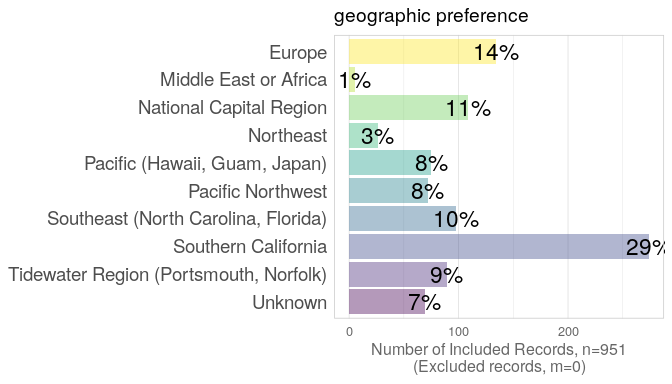 geographic preference
Europe 14%
Middle East or Africa 1%
National Capital Region 11%
Northeast 3%
Pacific (Hawaii, Guam, Japan) 8%
Pacific Northwest 8%
Southeast (North Carolina, Florida) 10%
Southern California 29%
Tidewater Region (Portsmouth, Norfolk) 9%
Unknown 7%
0 100 200
Number of Included Records, n=951
(Excluded records, m=0)